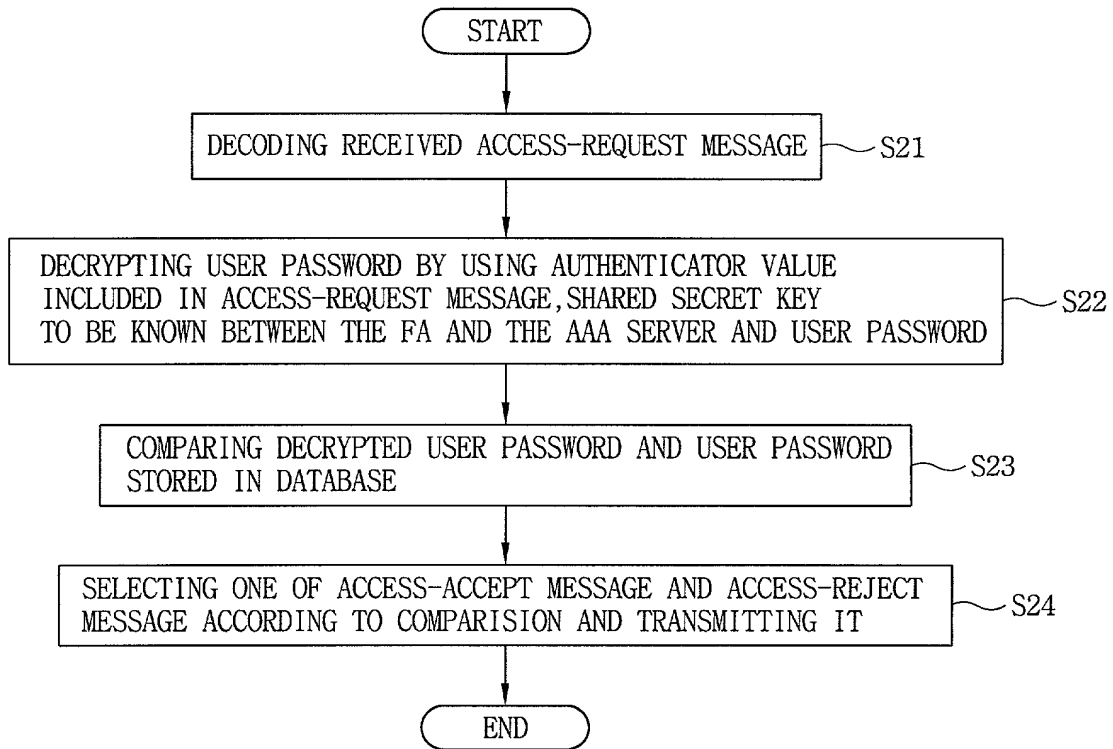 START
DECODING RECEIVED ACCESS-REQUEST MESSAGE
S21
DECRYPTING USER PASSWORD BY USING AUTHENTICATOR VALUE
INCLUDED IN ACCESS-REQUEST MESSAGE,SHARED SECRET KEY
TO BE KNOWN BETWEEN THE FA AND THE AAA SERVER AND USER PASSWORD
S22
COMPARING DECRYPTED USER PASSWORD AND USER PASSWORD
STORED IN DATABASE
S23
SELECTING ONE OF ACCESS-ACCEPT MESSAGE AND ACCESS-REJECT
MESSAGE ACCORDING TO COMPARISION AND TRANSMITTING IT
S24
END